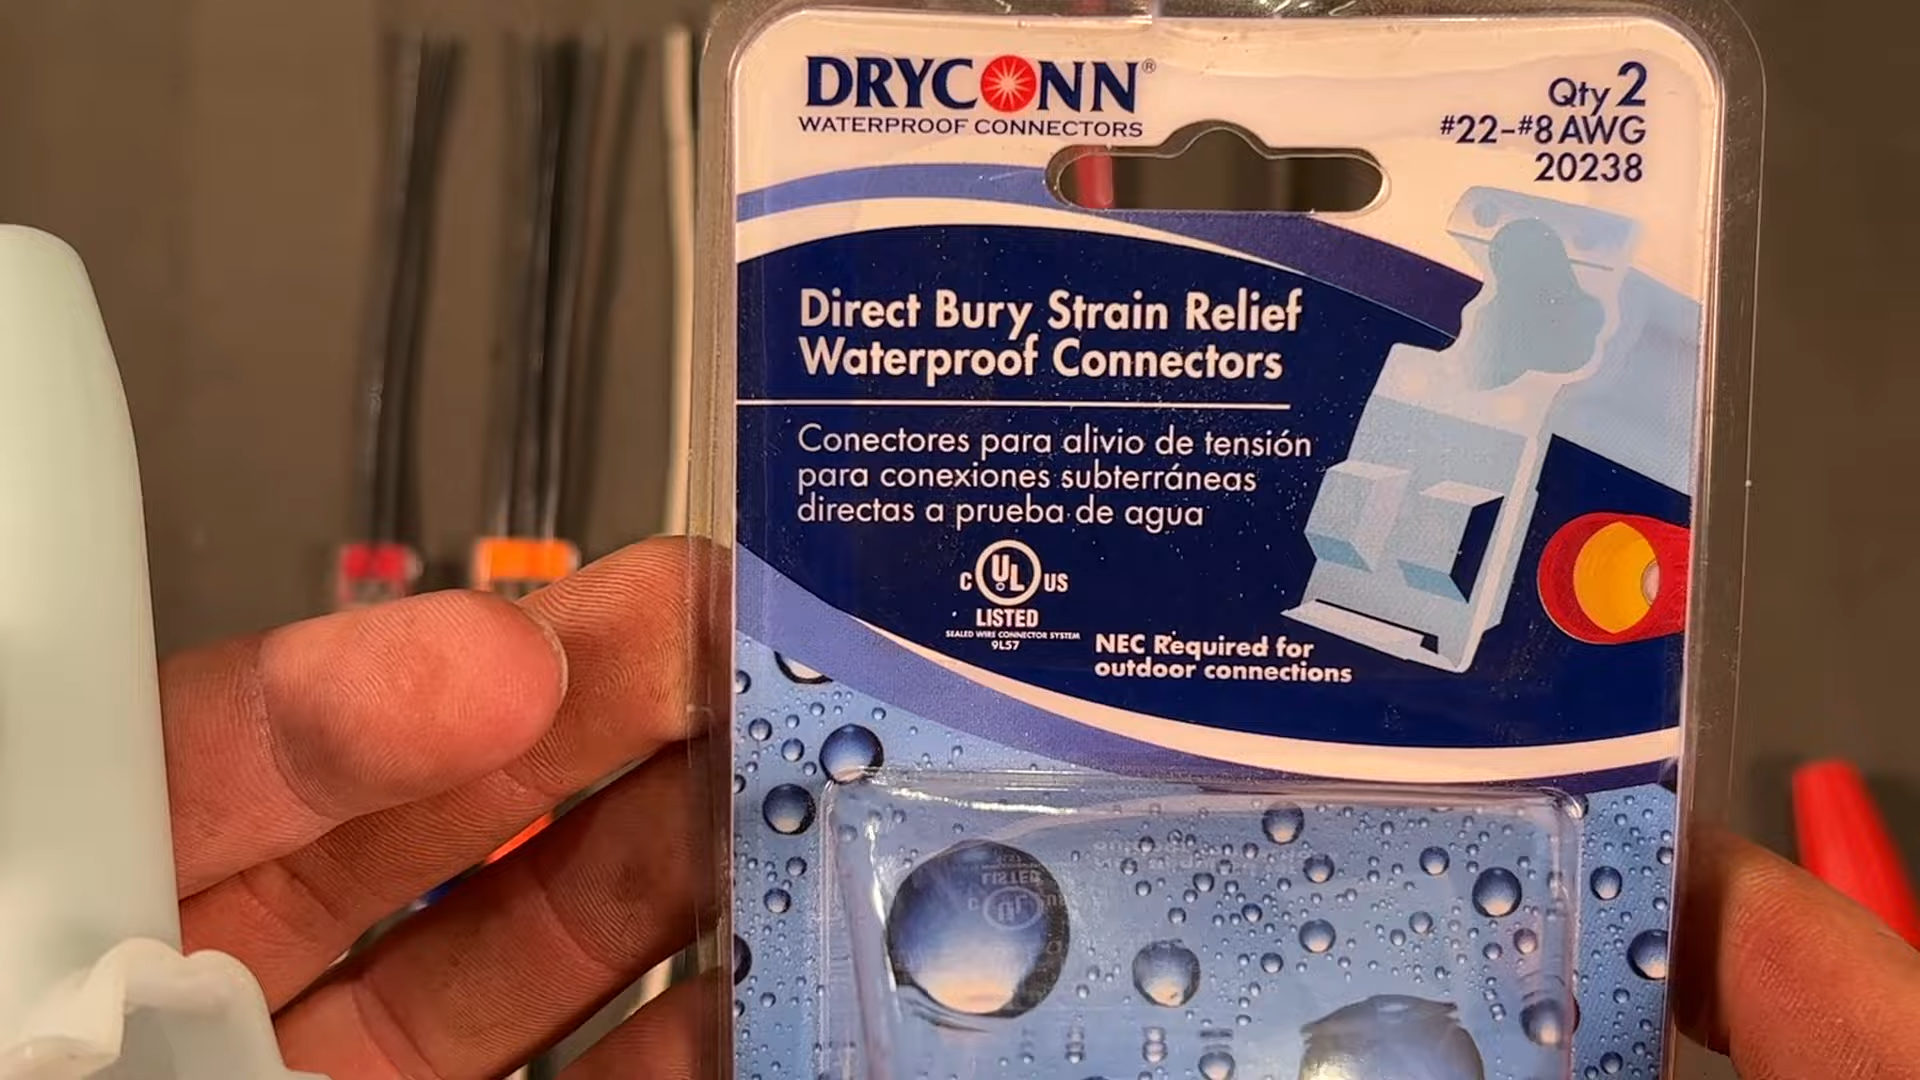 DRYCONN®
WATERPROOF CONNECTORS
Qty 2
#22-#8 AWG
20238
Direct Bury Strain Relief
Waterproof Connectors
Conectores para alivio de tensión
para conexiones subterráneas
directas a prueba de agua
C UL US
LISTED
SEALED WIRE CONNECTOR SYSTEM
9L57
NEC Required for
outdoor connections